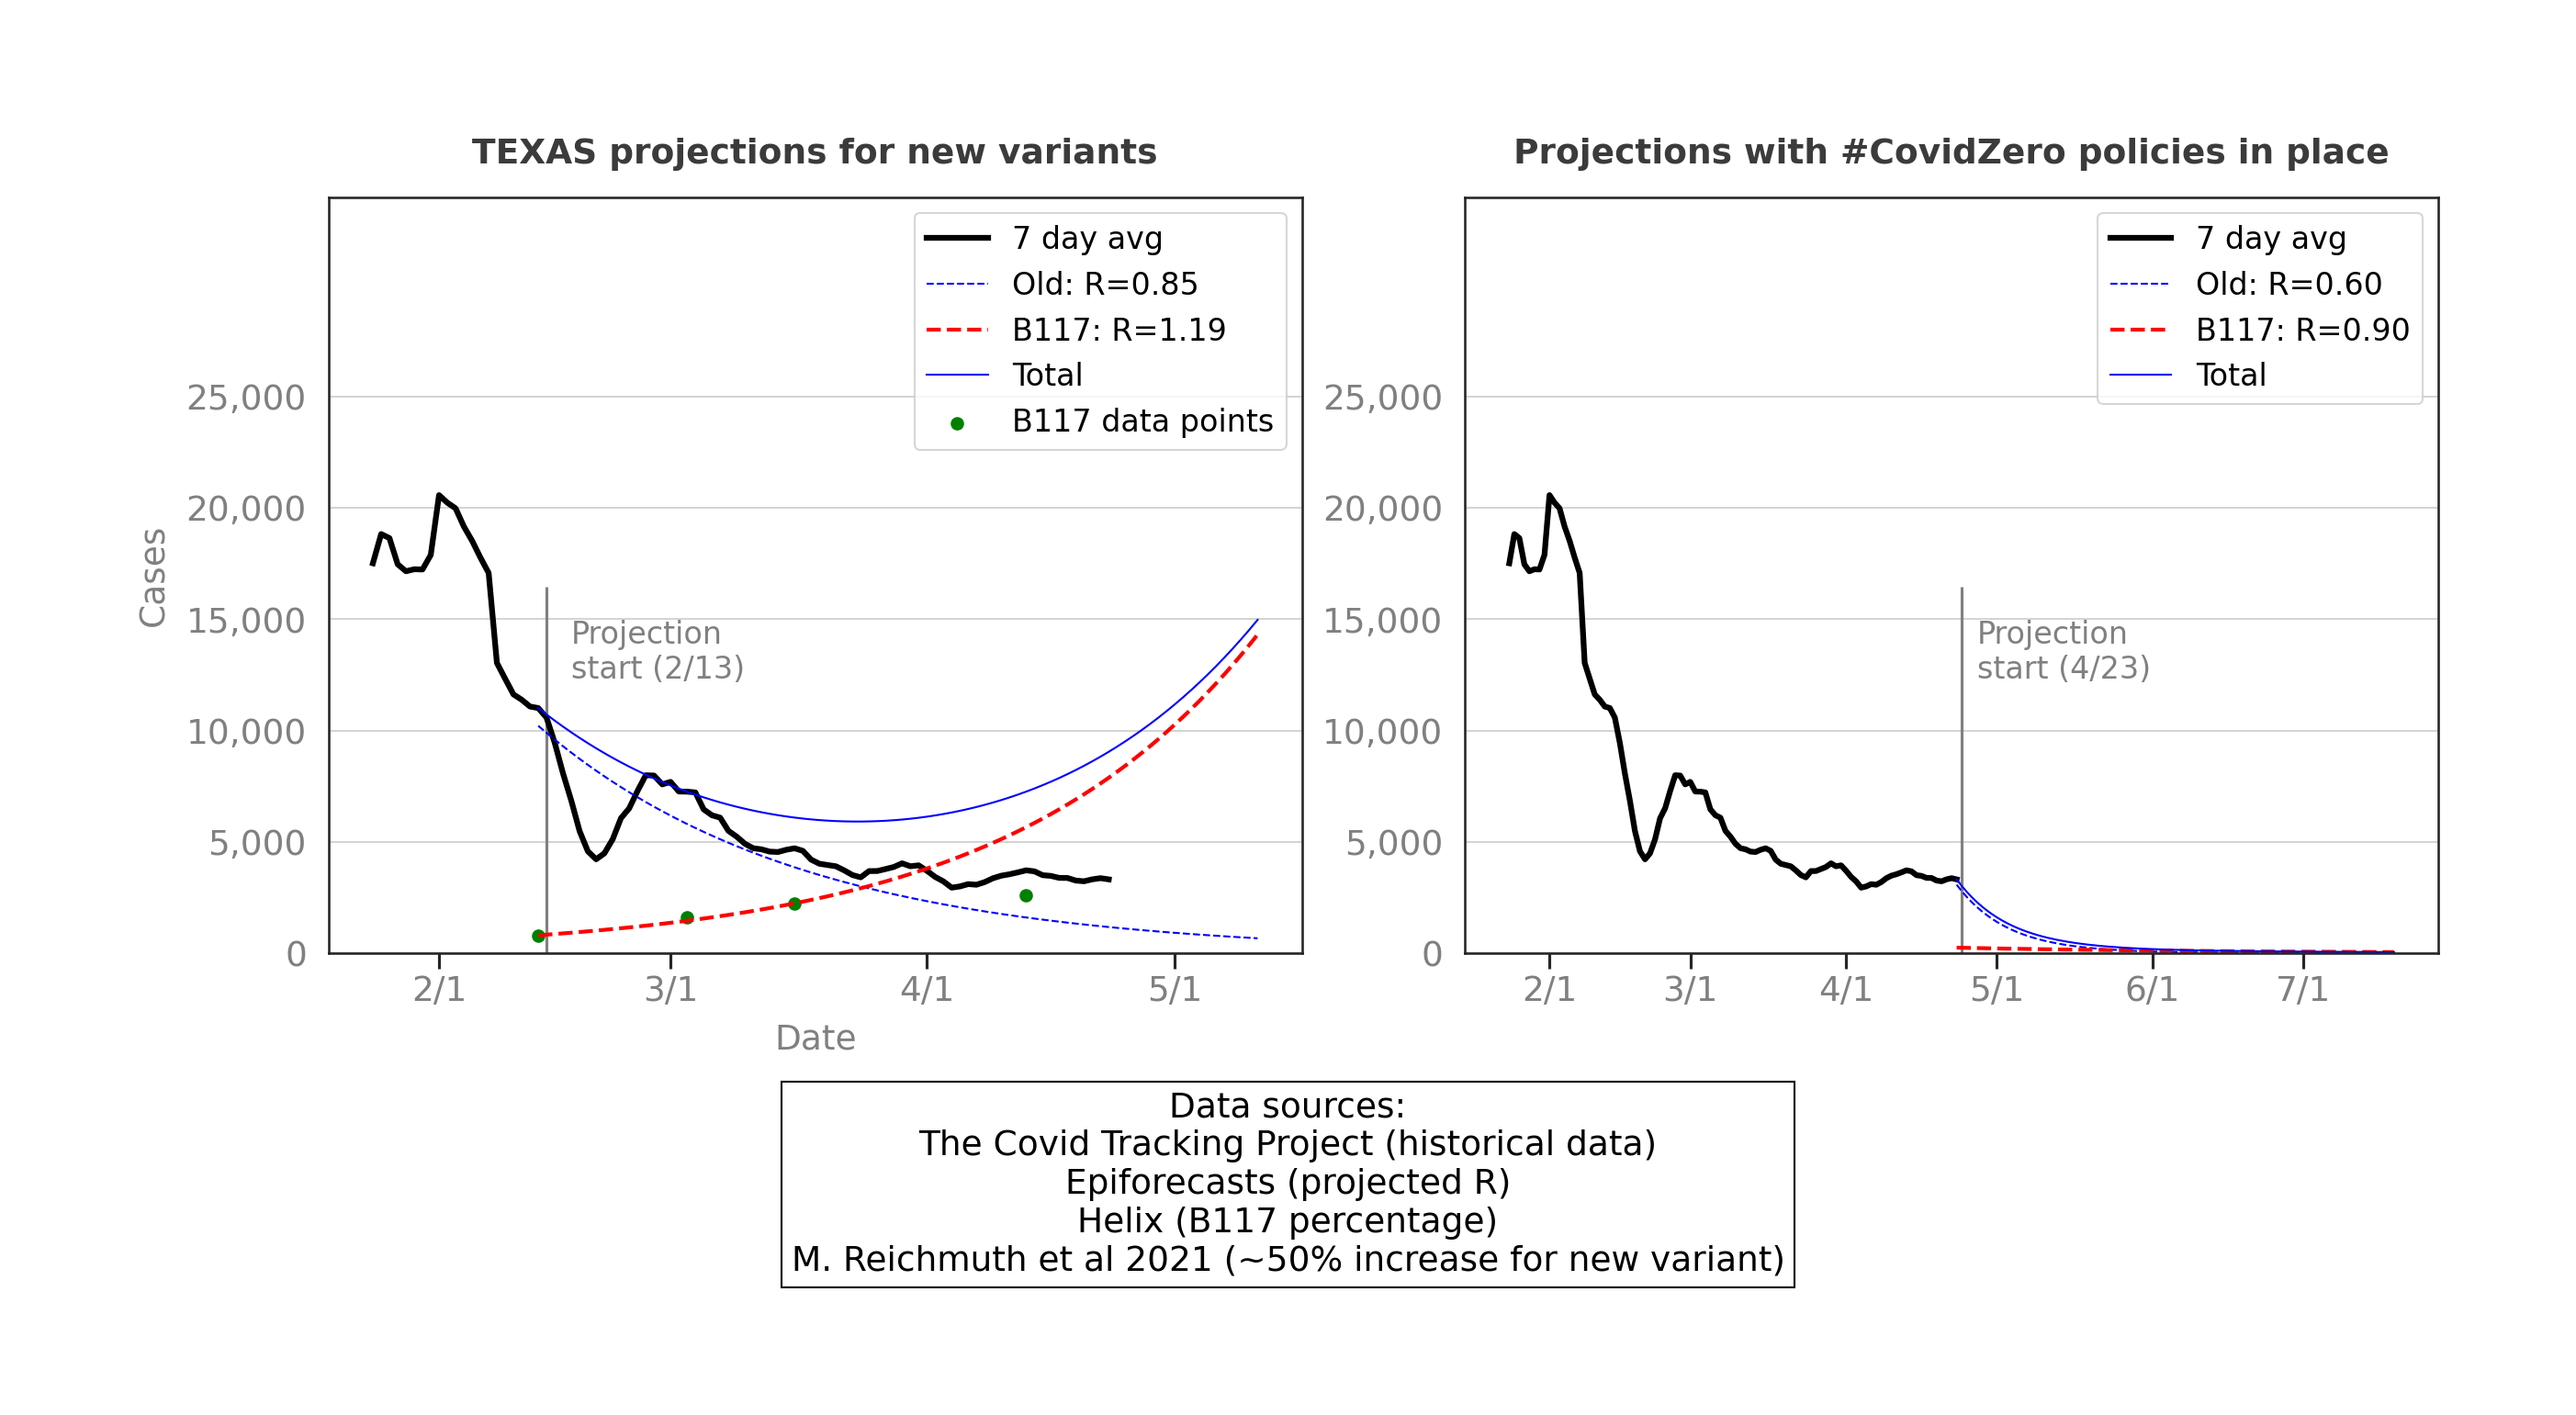 TEXAS projections for new variants
7 day avg
Old: R=0.85
B117: R=1.19
Total
B117 data points
25,000
20,000
15,000
10,000
5,000
0
Cases
Projection
start (2/13)
2/1
3/1
4/1
5/1
Date
Projections with #CovidZero policies in place
7 day avg
Old: R=0.60
B117: R=0.90
Total
25,000
20,000
15,000
10,000
5,000
0
Projection
start (4/23)
2/1
3/1
4/1
5/1
6/1
7/1
Data sources:
The Covid Tracking Project (historical data)
Epiforecasts (projected R)
Helix (B117 percentage)
M. Reichmuth et al 2021 (~50% increase for new variant)